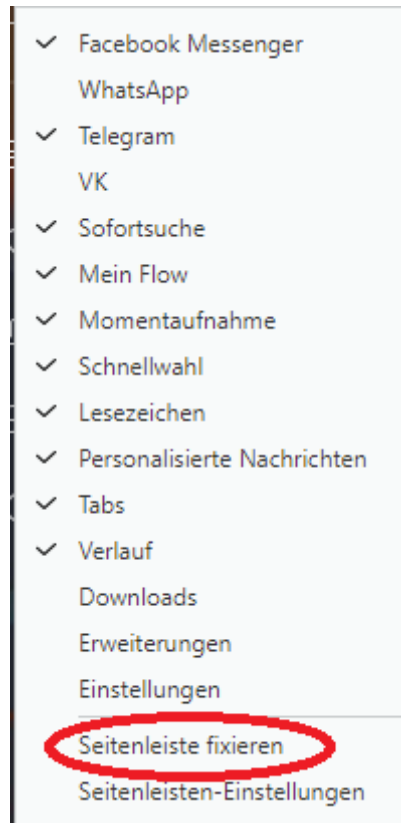 Facebook Messenger
WhatsApp
Telegram
VK
Sofortsuche
Mein Flow
Momentaufnahme
Schnellwahl
Lesezeichen
Personalisierte Nachrichten
Tabs
Verlauf
Downloads
Erweiterungen
Einstellungen
Seitenleiste fixieren
Seitenleisten-Einstellungen